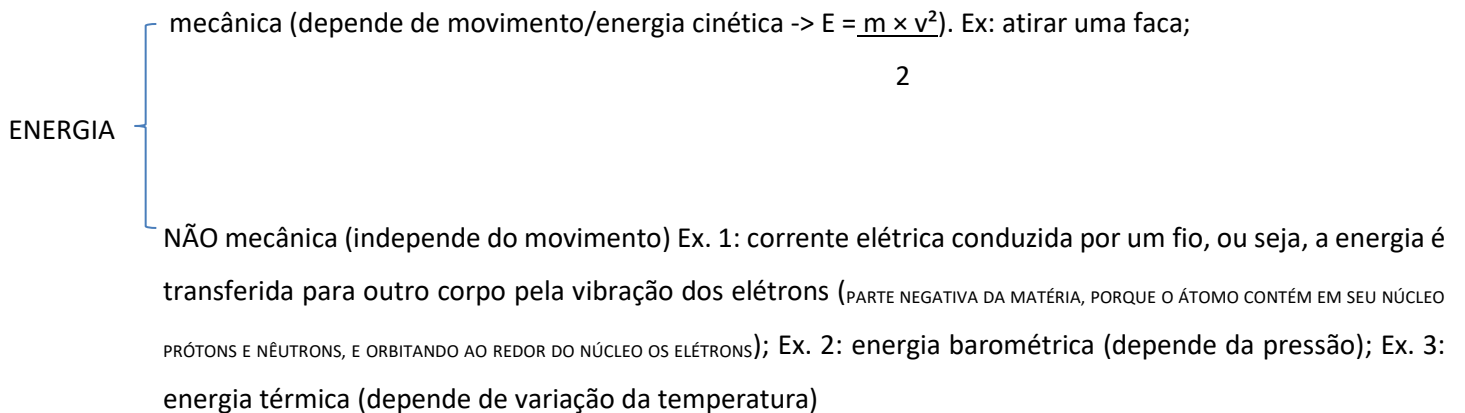 mecânica (depende de movimento/energia cinética -> E = m × v²). Ex: atirar uma faca;
2
ENERGIA
NÃO mecânica (independe do movimento) Ex. 1: corrente elétrica conduzida por um fio, ou seja, a energia é
transferida para outro corpo pela vibração dos elétrons (PARTE NEGATIVA DA MATÉRIA, PORQUE O ÁTOMO CONTÉM EM SEU NÚCLEO
PRÓTONS E NÊUTRONS, E ORBITANDO AO REDOR DO NÚCLEO OS ELÉTRONS); Ex. 2: energia barométrica (depende da pressão); Ex. 3:
energia térmica (depende de variação da temperatura)